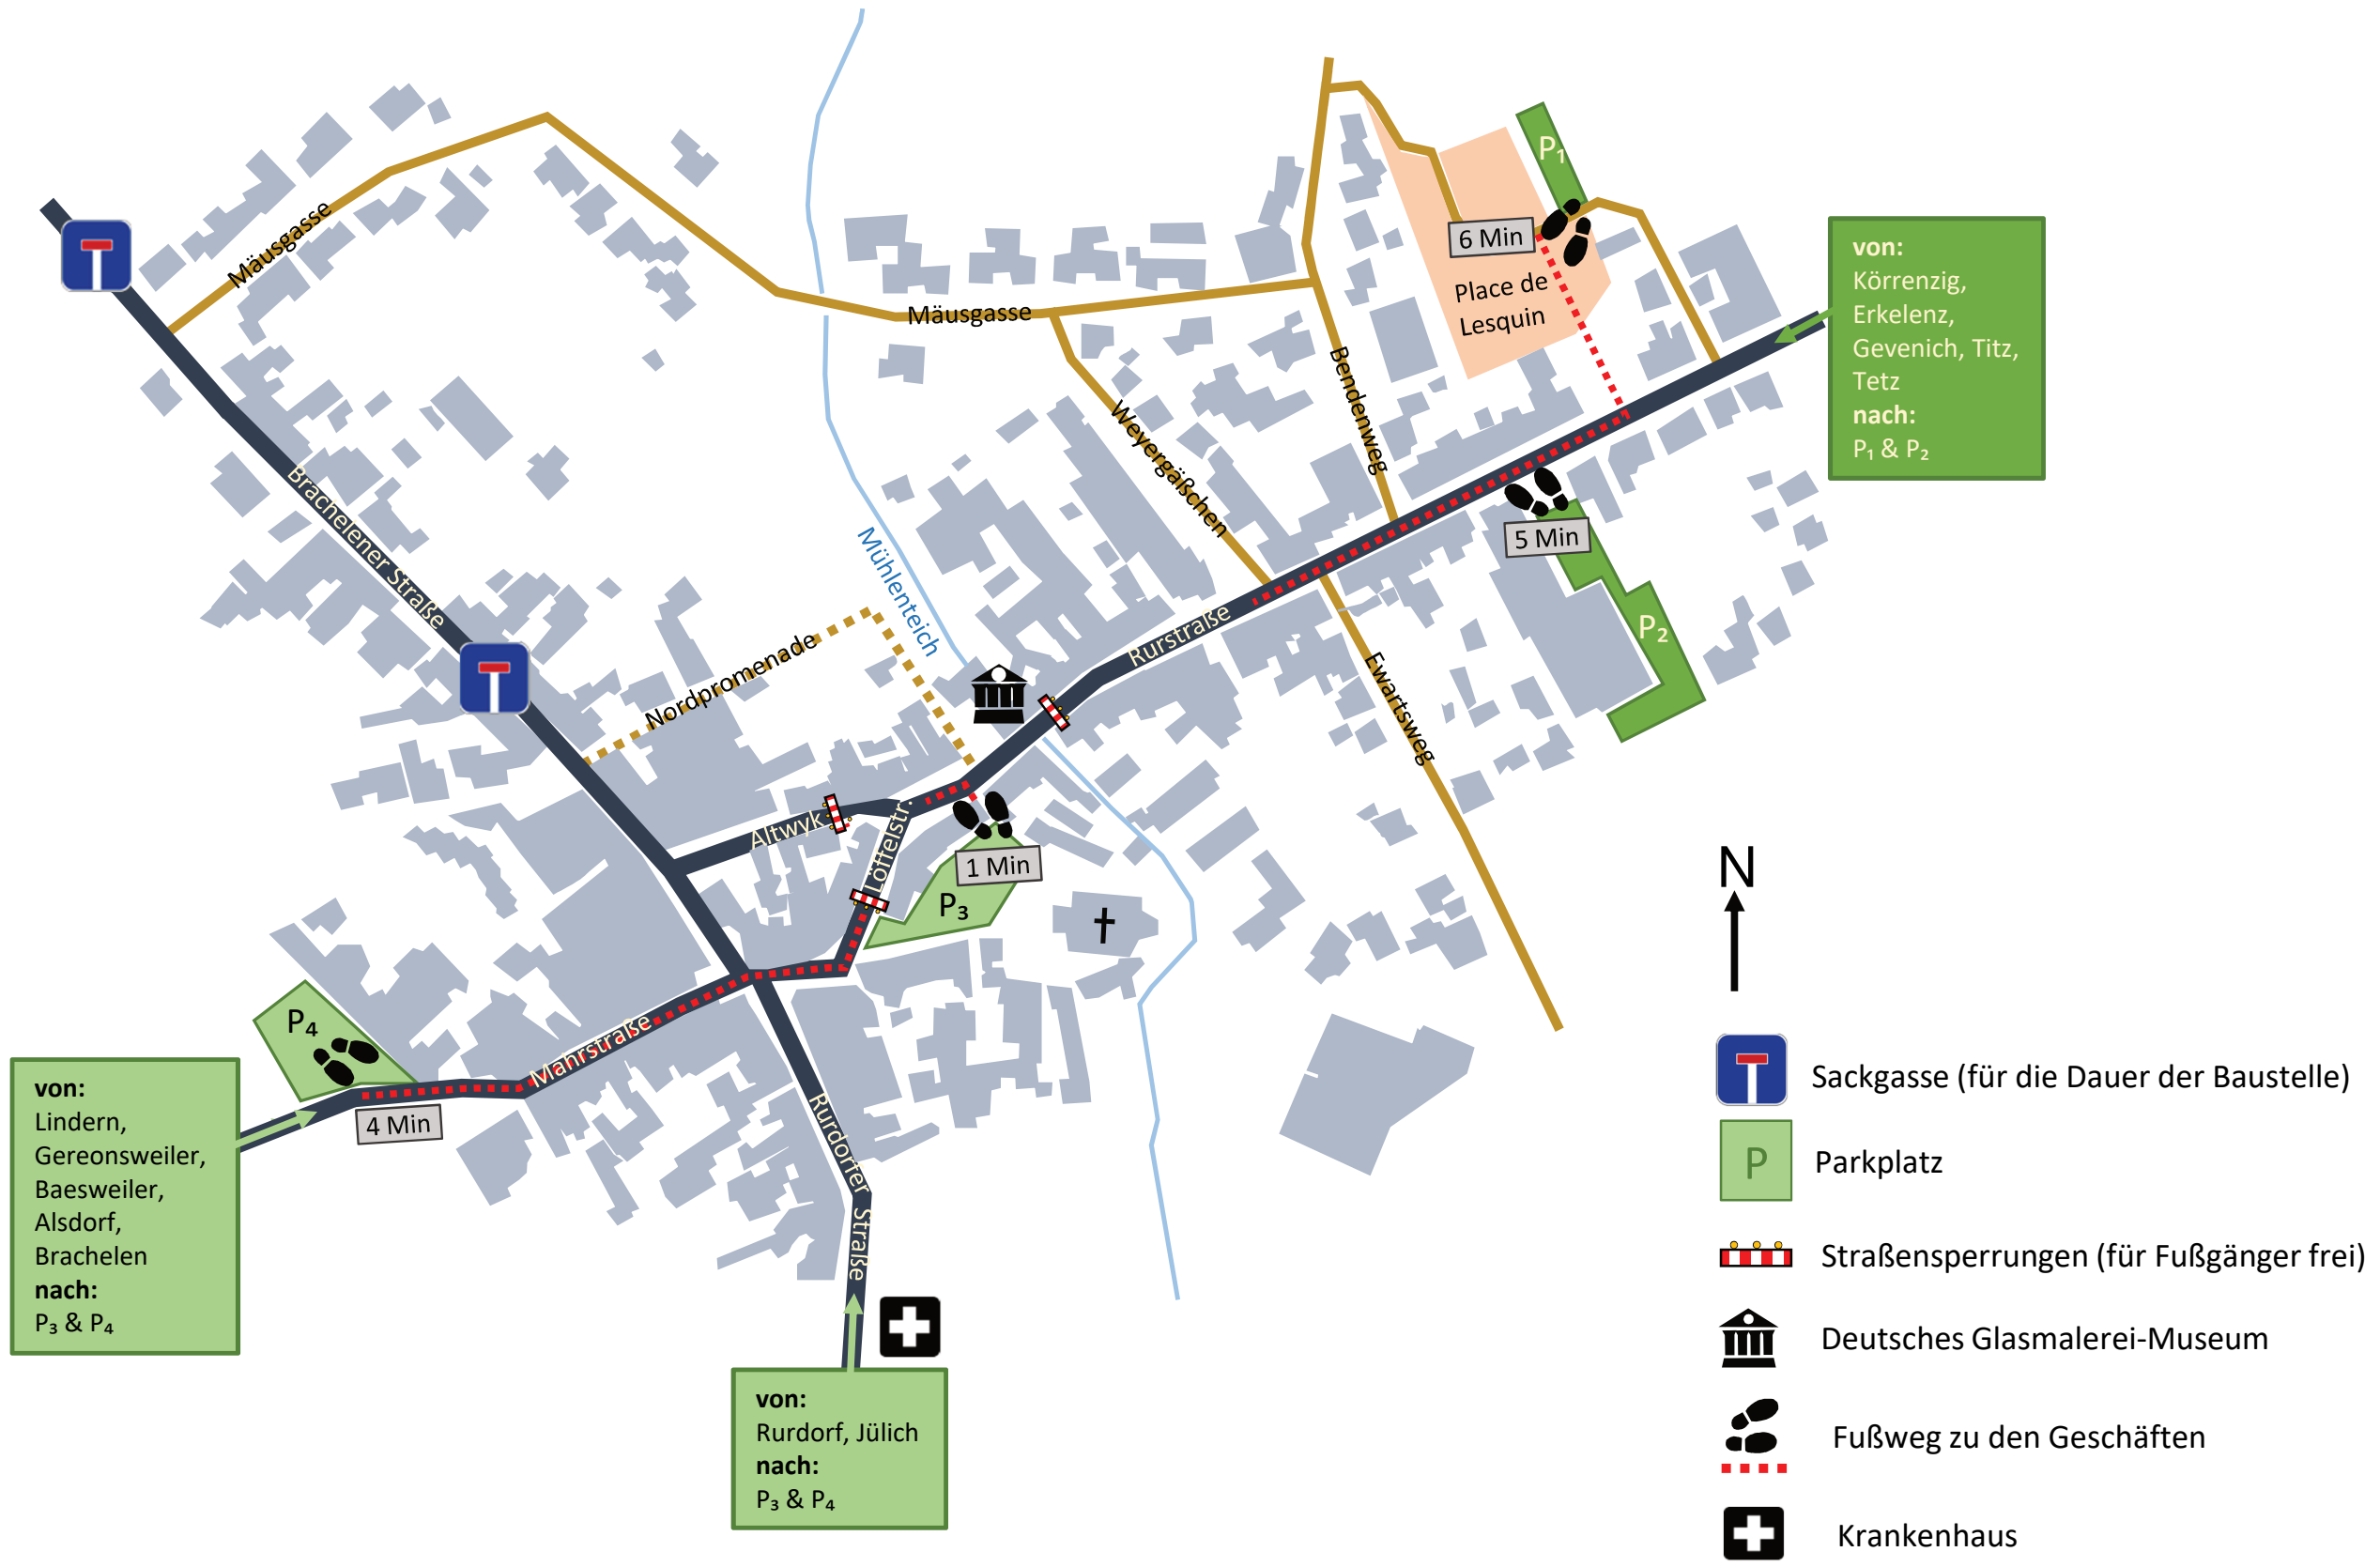 P₁
6 Min
Place de
Lesquin
von:
Körrenzig,
Erkelenz,
Gevenich, Titz,
Tetz
nach:
P₁ & P₂
Mäusgasse
Mäusgasse
Bendenweg
Weyergäßchen
Brachelener Straße
Mühlenteich
5 Min
P₂
Nordpromenade
Rurstraße
Ewartsweg
Altwyk
Löffelstr.
1 Min
P₃
N
P₄
Mahrstraße
4 Min
Rurdorfer Straße
von:
Lindern,
Gereonsweiler,
Baesweiler,
Alsdorf,
Brachelen
nach:
P₃ & P₄
von:
Rurdorf, Jülich
nach:
P₃ & P₄
Sackgasse (für die Dauer der Baustelle)
P
Parkplatz
Straßensperrungen (für Fußgänger frei)
Deutsches Glasmalerei-Museum
Fußweg zu den Geschäften
Krankenhaus